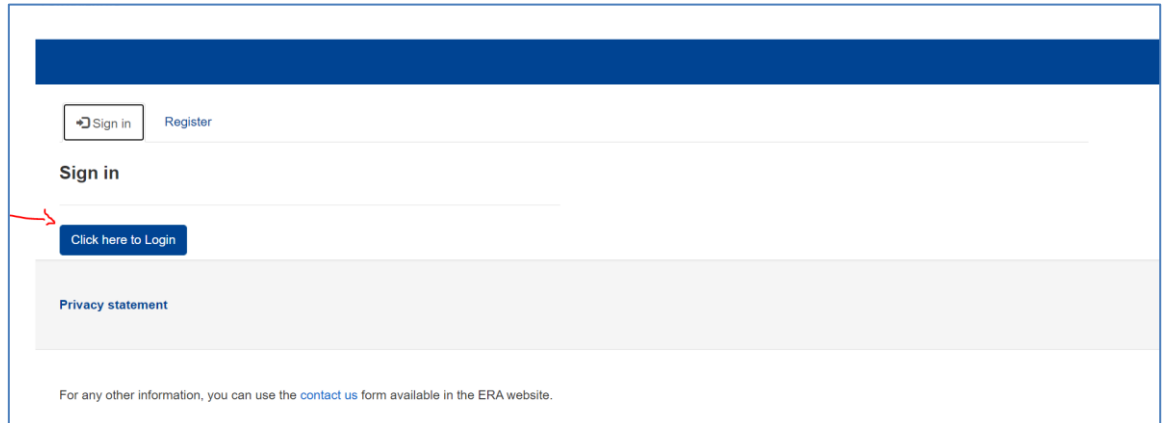 Sign in Register
Sign in
Click here to Login
Privacy statement
For any other information, you can use the contact us form available in the ERA website.